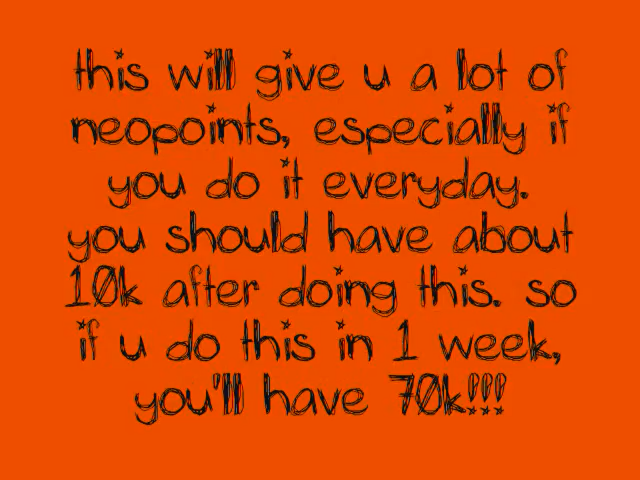 this will give u a lot of
neopoints, especially if
you do it everyday.
you should have about
10k after doing this. so
if u do this in 1 week,
you'll have 70k!!!